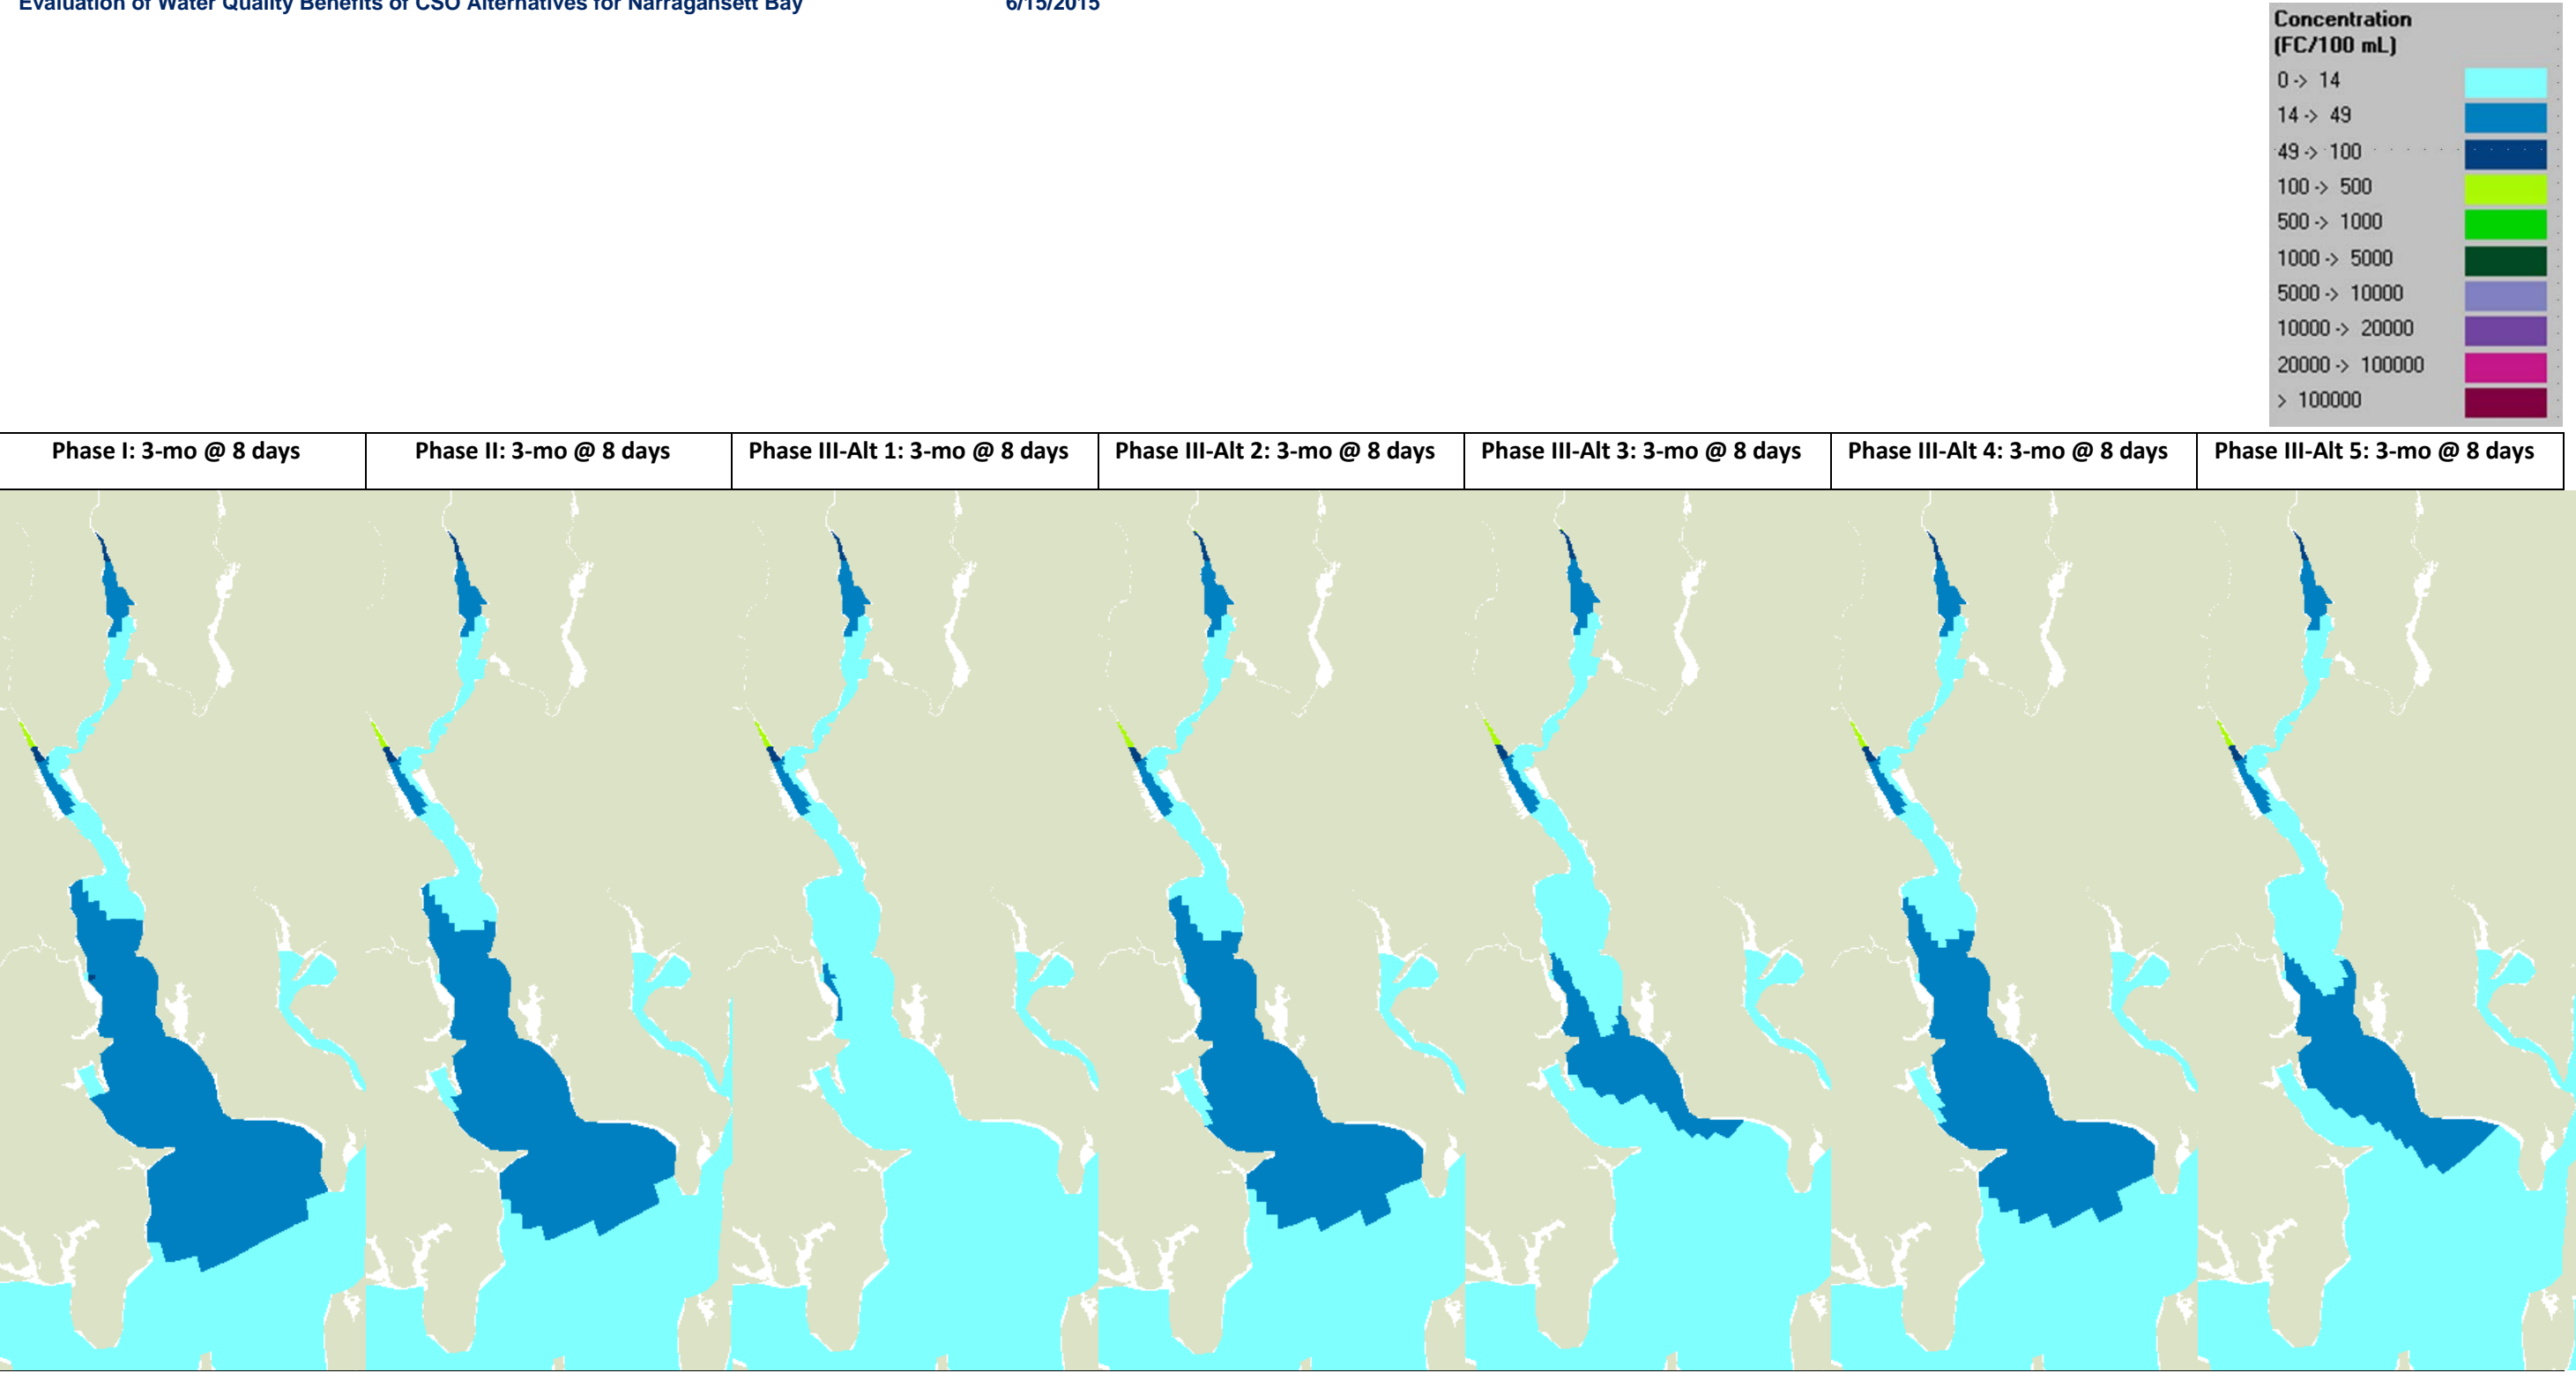 Evaluation of Water Quality Benefits of CSO Alternatives for Narragansett Bay 6/15/2015
Concentration
(FC/100 mL)
0 -> 14
14 -> 49
49 -> 100
100 -> 500
500 -> 1000
1000 -> 5000
5000 -> 10000
10000 -> 20000
20000 -> 100000
> 100000
Phase I: 3-mo @ 8 days
Phase II: 3-mo @ 8 days
Phase III-Alt 1: 3-mo @ 8 days
Phase III-Alt 2: 3-mo @ 8 days
Phase III-Alt 3: 3-mo @ 8 days
Phase III-Alt 4: 3-mo @ 8 days
Phase III-Alt 5: 3-mo @ 8 days